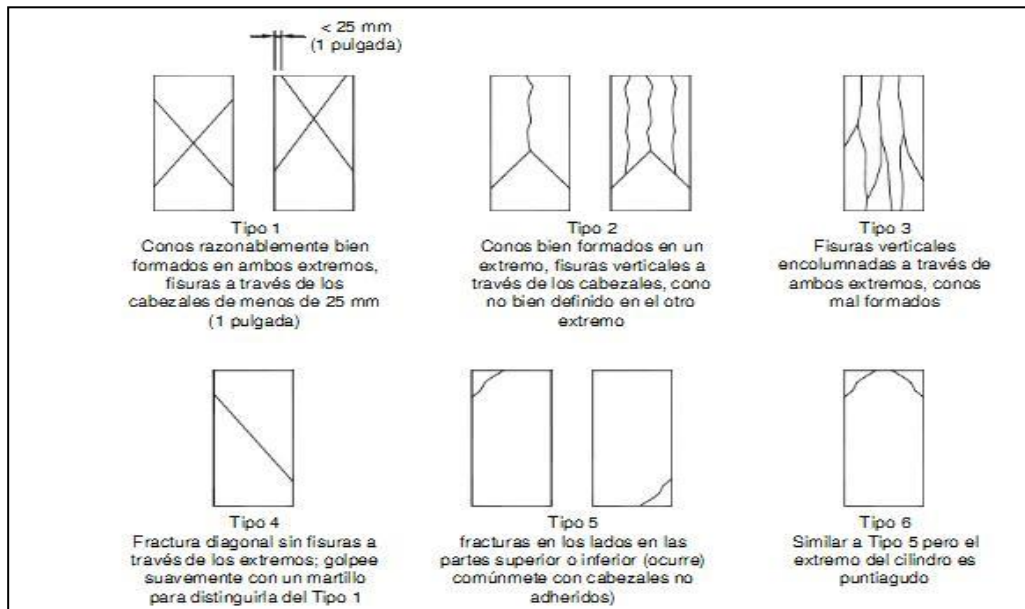 < 25 mm
(1 pulgada)
Tipo 1
Conos razonablemente bien
formados en ambos extremos,
fisuras a través de los
cabezales de menos de 25 mm
(1 pulgada)
Tipo 2
Conos bien formados en un
extremo, fisuras verticales a
través de los cabezales, cono
no bien definido en el otro
extremo
Tipo 3
Fisuras verticales
encolumnadas a través de
ambos extremos, conos
mal formados
Tipo 4
Fractura diagonal sin fisuras a
través de los extremos; golpee
suavemente con un martillo
para distinguirla del Tipo 1
Tipo 5
fracturas en los lados en las
partes superior o inferior (ocurre)
comúnmete con cabezales no
adheridos)
Tipo 6
Similar a Tipo 5 pero el
extremo del cilindro es
puntiagudo